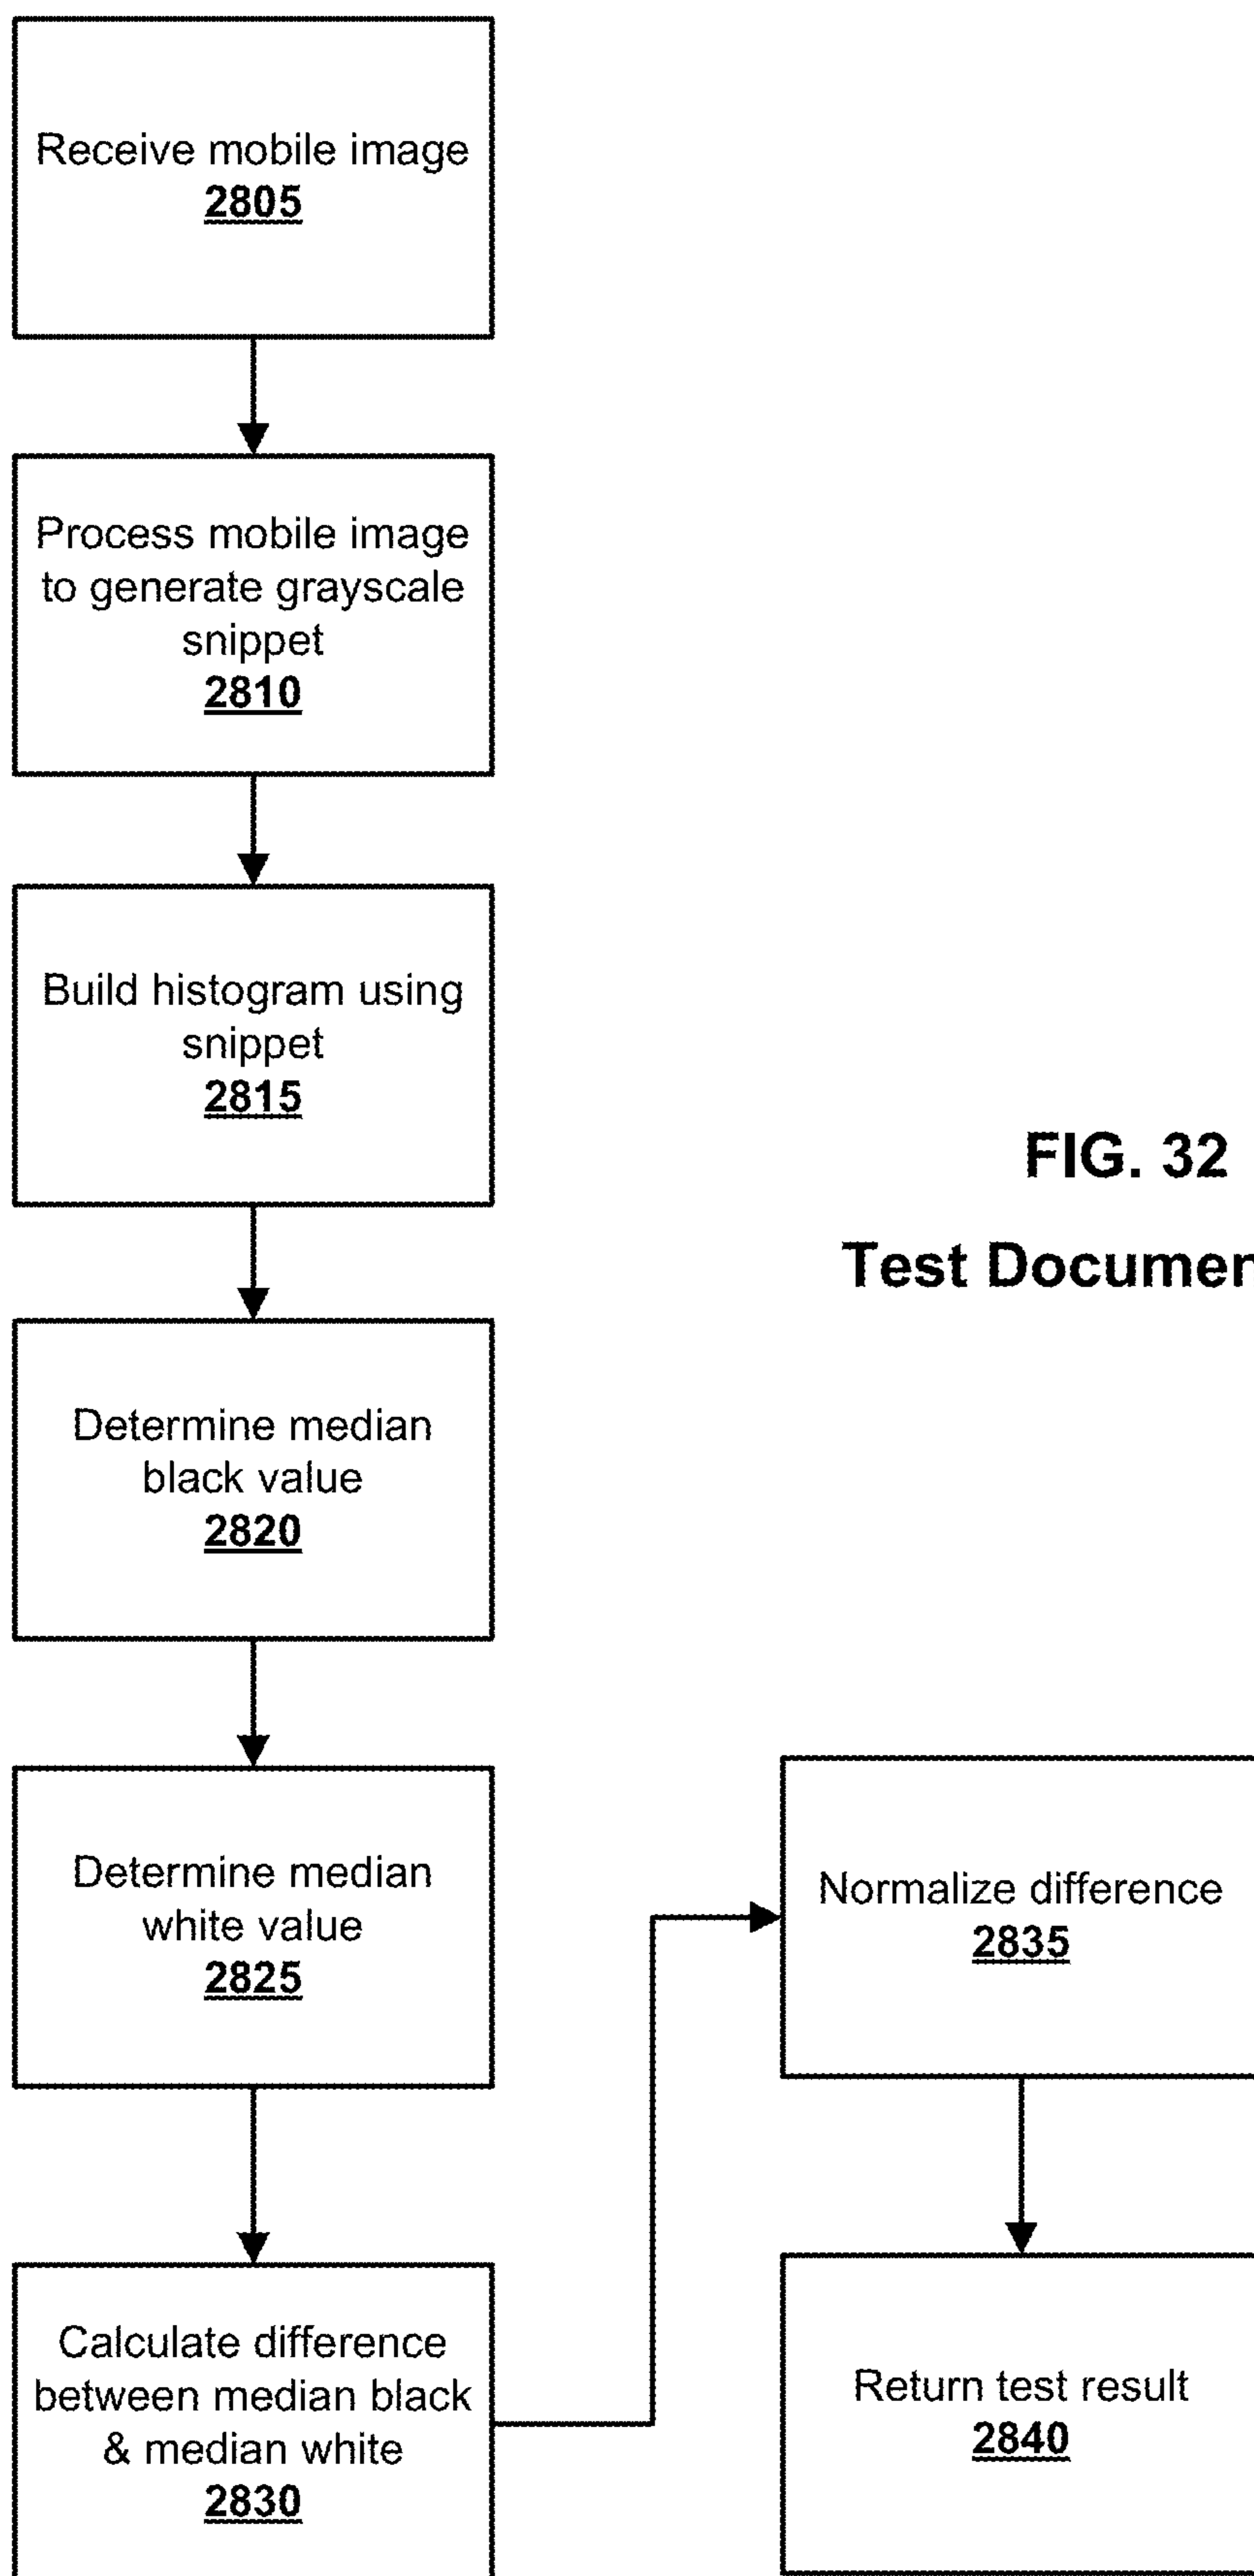 Receive mobile image
2805
Process mobile image
to generate grayscale
snippet
2810
Build histogram using
snippet
2815
FIG. 32
Test Documen
Determine median
black value
2820
Determine median
white value
2825
Calculate difference
between median black
& median white
2830
Normalize difference
2835
Return test result
2840